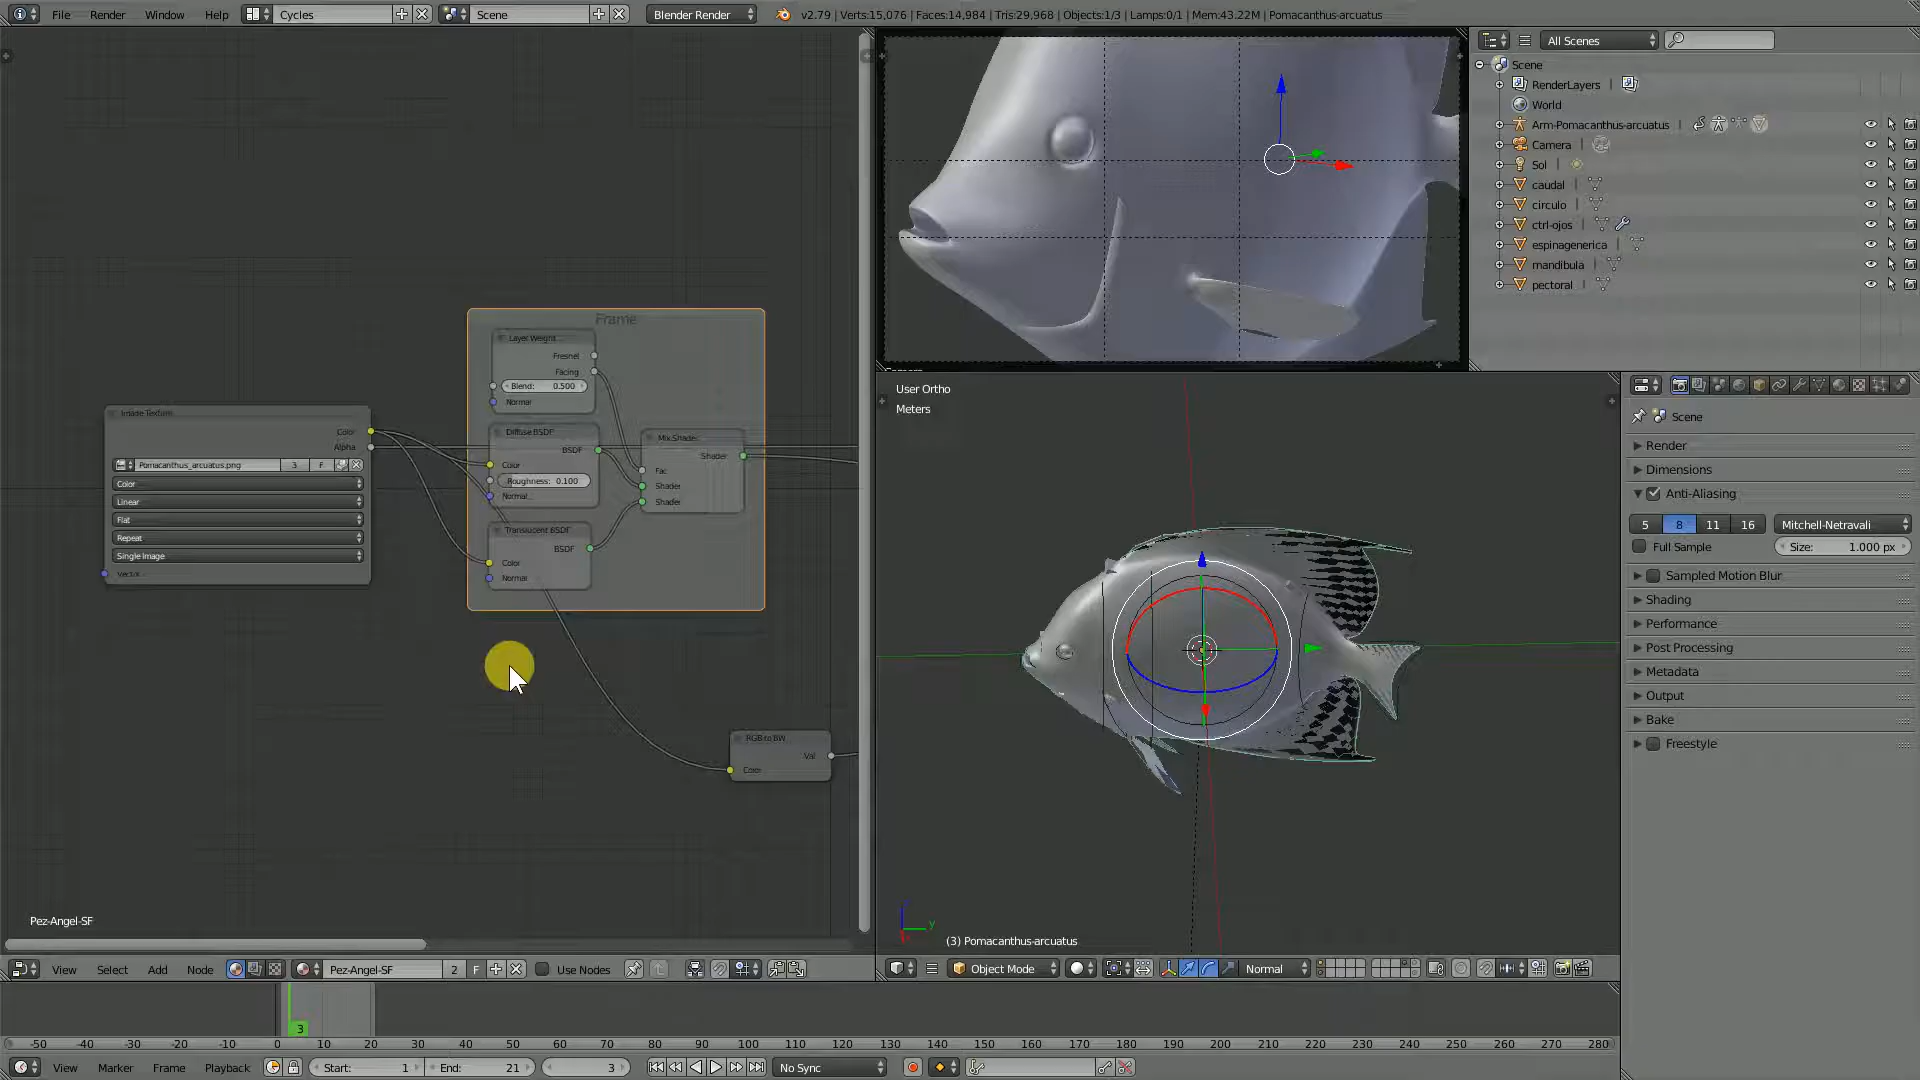 File Render Window Help Cycles Scene Blender Render v2.79 | Verts:15,076 | Faces:14,984 | Tris:29,968 | Objects:1/3 | Lamps:0/1 | Mem:43.22M | Pomacanthus-arcuatus
All Scenes
Scene
RenderLayers
World
Arm-Pomacanthus-arcuatus
Camera
Sol
caudal
circulo
ctrl-ojos
espinagenerica
mandibula
pectoral
Frame
Layer Weight
Fresnel
Facing
Blend: 0.500
Normal
Image Texture
Color
Alpha
Pomacanthus_arcuatus.png 3 F
Color
Linear
Flat
Repeat
Single Image
Vector
Diffuse BSDF
BSDF
Color
Roughness: 0.100
Normal
Mix Shader
Shader
Fac
Shader
Shader
Translucent BSDF
BSDF
Color
Normal
RGB to BW
Val
Color
Pez-Angel-SF
User Ortho
Meters
(3) Pomacanthus-arcuatus
Scene
Render
Dimensions
Anti-Aliasing
5 8 11 16 Mitchell-Netravali
Full Sample Size: 1.000 px
Sampled Motion Blur
Shading
Performance
Post Processing
Metadata
Output
Bake
Freestyle
View Select Add Node Pez-Angel-SF 2 F Use Nodes
Object Mode Normal
3
-50 -40 -30 -20 -10 0 10 20 30 40 50 60 70 80 90 100 110 120 130 140 150 160 170 180 190 200 210 220 230 240 250 260 270 280
View Marker Frame Playback Start: 1 End: 21 3 No Sync